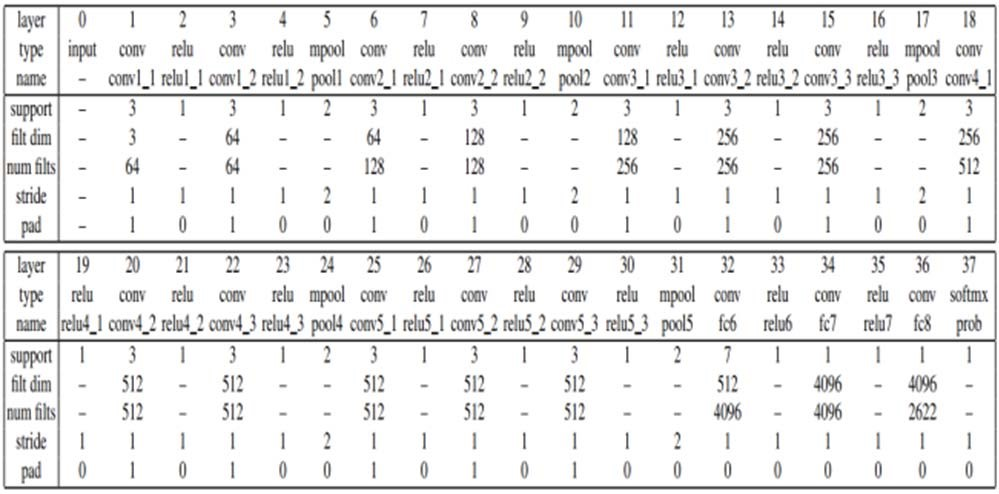 layer 0 1 2 3 4 5 6 7 8 9 10 11 12 13 14 15 16 17 18
type input conv relu conv relu mpool conv relu conv relu mpool conv relu conv relu conv relu mpool conv
name – conv1_1 relu1_1 conv1_2 relu1_2 pool1 conv2_1 relu2_1 conv2_2 relu2_2 pool2 conv3_1 relu3_1 conv3_2 relu3_2 conv3_3 relu3_3 pool3 conv4_1
support – 3 1 3 1 2 3 1 3 1 2 3 1 3 1 3 1 2 3
filt dim – 3 – 64 – – 64 – 128 – – 128 – 256 – 256 – – 256
num filts – 64 – 64 – – 128 – 128 – – 256 – 256 – 256 – – 512
stride – 1 1 1 1 2 1 1 1 1 2 1 1 1 1 1 1 2 1
pad – 1 0 1 0 0 1 0 1 0 0 1 0 1 0 1 0 0 1
layer 19 20 21 22 23 24 25 26 27 28 29 30 31 32 33 34 35 36 37
type relu conv relu conv relu mpool conv relu conv relu conv relu mpool conv relu conv relu conv softmx
name relu4_1 conv4_2 relu4_2 conv4_3 relu4_3 pool4 conv5_1 relu5_1 conv5_2 relu5_2 conv5_3 relu5_3 pool5 fc6 relu6 fc7 relu7 fc8 prob
support 1 3 1 3 1 2 3 1 3 1 3 1 2 7 1 1 1 1 1
filt dim – 512 – 512 – – 512 – 512 – 512 – – 512 – 4096 – 4096 –
num filts – 512 – 512 – – 512 – 512 – 512 – – 4096 – 4096 – 2622 –
stride 1 1 1 1 1 2 1 1 1 1 1 1 2 1 1 1 1 1 1
pad 0 1 0 1 0 0 1 0 1 0 1 0 0 0 0 0 0 0 0